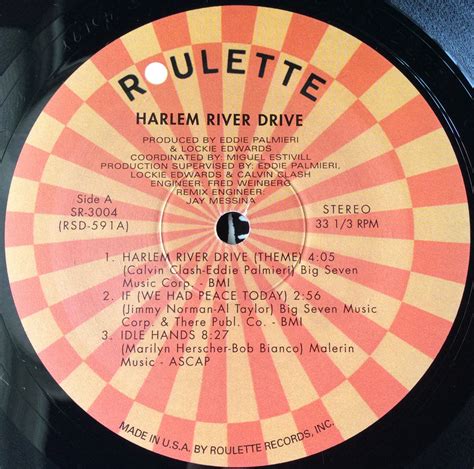 ROULETTE
HARLEM RIVER DRIVE
PRODUCED BY EDDIE PALMIERI
& LOCKIE EDWARDS
COORDINATED BY: MIGUEL ESTIVILL
PRODUCTION SUPERVISED BY: EDDIE PALMIERI,
LOCKIE EDWARDS & CALVIN CLASH
ENGINEER: FRED WEINBERG
REMIX ENGINEER:
JAY MESSINA
Side A
SR-3004
(RSD-591A)
STEREO
33 1/3 RPM
1. HARLEM RIVER DRIVE (THEME) 4:05
(Calvin Clash-Eddie Palmieri) Big Seven
Music Corp. - BMI
2. IF (WE HAD PEACE TODAY) 2:56
(Jimmy Norman-Al Taylor) Big Seven Music
Corp. & There Publ. Co. - BMI
3. IDLE HANDS 8:27
(Marilyn Herscher-Bob Bianco) Malerin
Music - ASCAP
MADE IN U.S.A. BY ROULETTE RECORDS, INC.